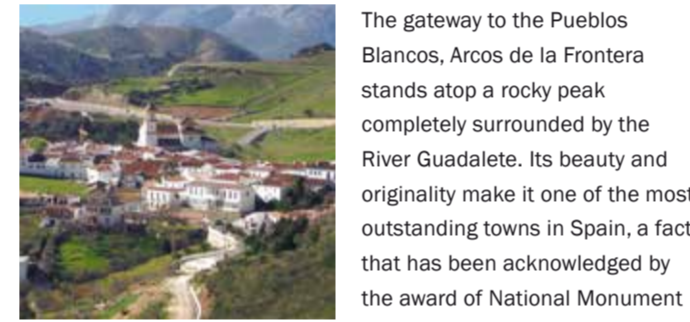 The gateway to the Pueblos
Blancos, Arcos de la Frontera
stands atop a rocky peak
completely surrounded by the
River Guadalete. Its beauty and
originality make it one of the most
outstanding towns in Spain, a fact
that has been acknowledged by
the award of National Monument